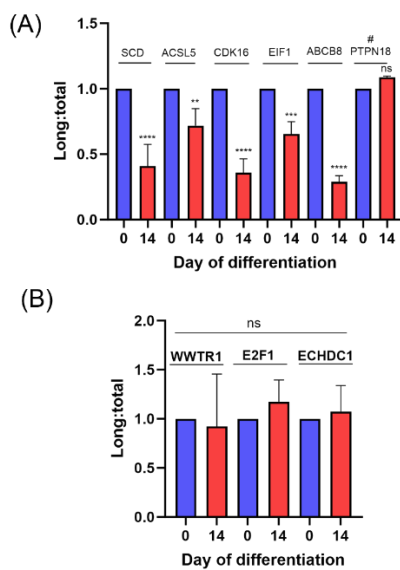 (A)
#
SCD ACSL5 CDK16 EIF1 ABCB8 PTPN18
ns
** *** **** **** ****
1.5
1.0
0.5
0.0
Long:total
0 14 0 14 0 14 0 14 0 14 0 14
Day of differentiation
(B)
ns
WWTR1 E2F1 ECHDC1
2.0
1.5
1.0
0.5
0.0
Long:total
0 14 0 14 0 14
Day of differentiation